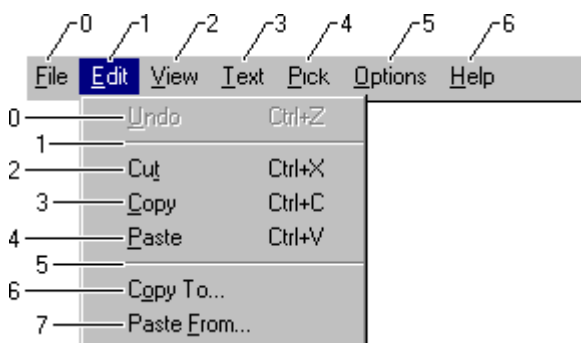 0 1 2 3 4 5 6
File Edit View Text Pick Options Help
0 Undo Ctrl+Z
1
2 Cut Ctrl+X
3 Copy Ctrl+C
4 Paste Ctrl+V
5
6 Copy To...
7 Paste From...